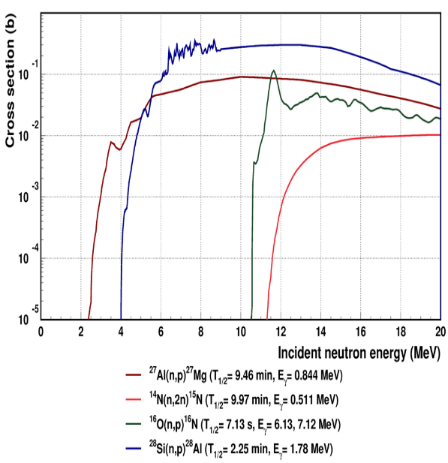 Cross section (b)
10⁻¹
10⁻²
10⁻³
10⁻⁴
10⁻⁵
0 2 4 6 8 10 12 14 16 18 20
Incident neutron energy (MeV)
²⁷Al(n,p)²⁷Mg (T₁/₂= 9.46 min, Eᵧ= 0.844 MeV)
¹⁴N(n,2n)¹⁵N (T₁/₂= 9.97 min, Eᵧ= 0.511 MeV)
¹⁶O(n,p)¹⁶N (T₁/₂= 7.13 s, Eᵧ= 6.13, 7.12 MeV)
²⁸Si(n,p)²⁸Al (T₁/₂= 2.25 min, Eᵧ= 1.78 MeV)